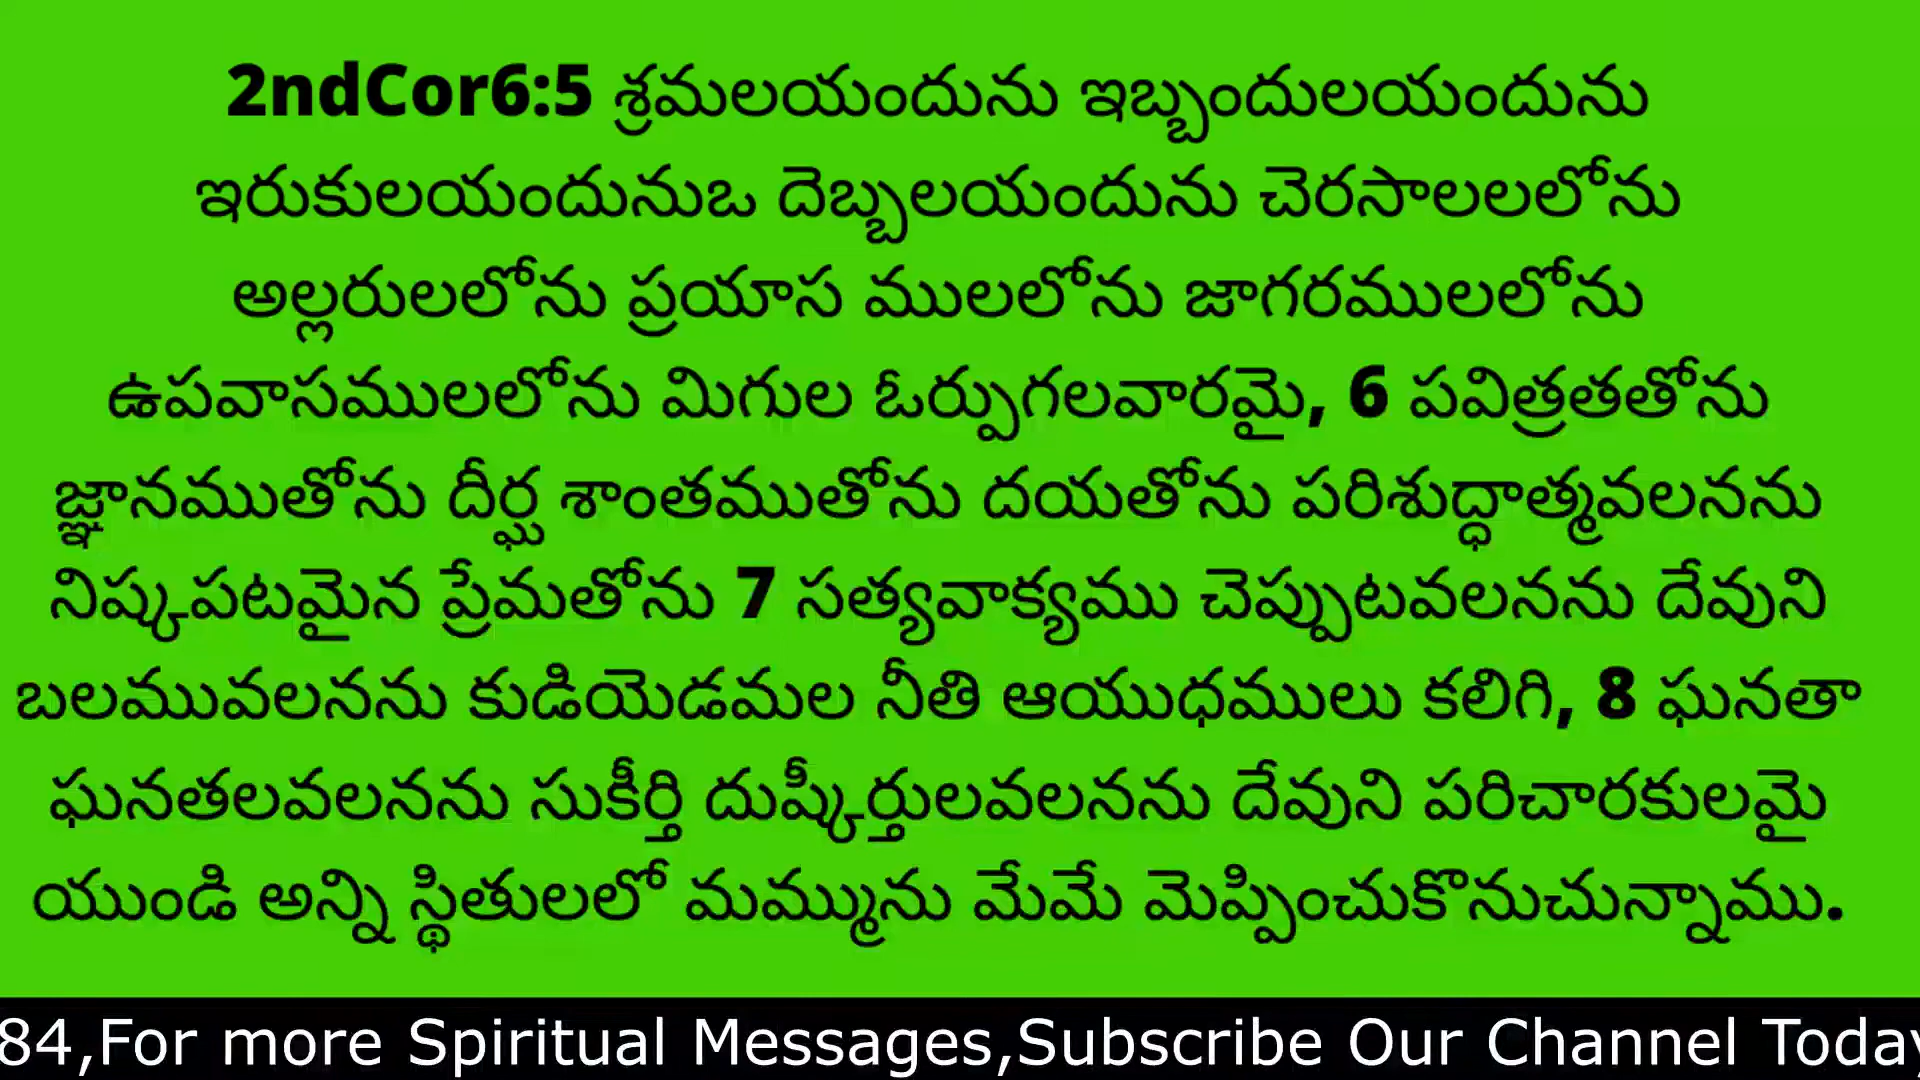 2ndCor6:5 శ్రమలయందును ఇబ్బందులయందును
ఇరుకులయందునుఒ దెబ్బలయందును చెరసాలలలోను
అల్లరులలోను ప్రయాస ములలోను జాగరములలోను
ఉపవాసములలోను మిగుల ఓర్పుగలవారమై, 6 పవిత్రతతోను
జ్ఞానముతోను దీర్ఘ శాంతముతోను దయతోను పరిశుద్ధాత్మవలనను
నిష్కపటమైన ప్రేమతోను 7 సత్యవాక్యము చెప్పుటవలనను దేవుని
బలమువలనను కుడియెడమల నీతి ఆయుధములు కలిగి, 8 ఘనతా
ఘనతలవలనను సుకీర్తి దుష్కీర్తులవలనను దేవుని పరిచారకులమై
యుండి అన్ని స్థితులలో మమ్మును మేమే మెప్పించుకొనుచున్నాము.
84,For more Spiritual Messages,Subscribe Our Channel Today